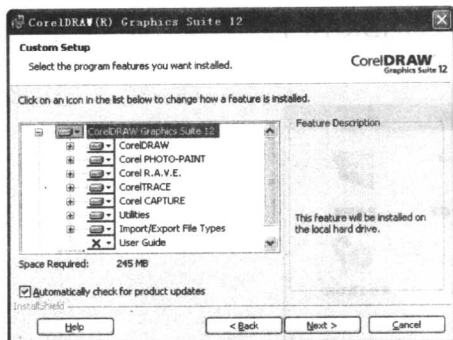 CorelDRAW(R) Graphics Suite 12
Custom Setup
Select the program features you want installed.
CorelDRAW
Graphics Suite 12
Click on an icon in the list below to change how a feature is installed.
CorelDRAW Graphics Suite 12
CorelDRAW
Corel PHOTO-PAINT
Corel R.A.V.E.
CorelTRACE
Corel CAPTURE
Utilities
Import/Export File Types
User Guide
Feature Description
This feature will be installed on
the local hard drive.
Space Required: 245 MB
Automatically check for product updates
InstallShield
Help
< Back
Next >
Cancel